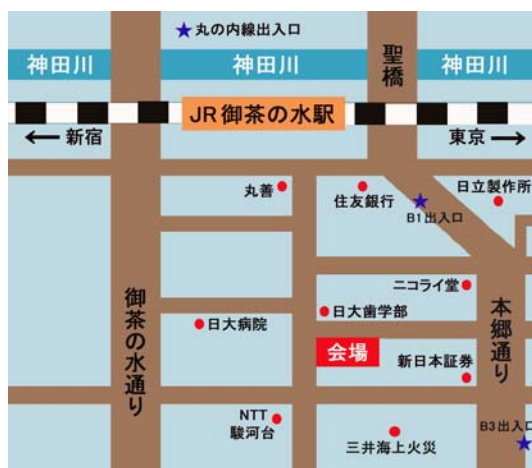 丸の内線出入口
神田川
神田川
聖橋
神田川
JR御茶の水駅
新宿
東京
丸善
住友銀行
B1出入口
日立製作所
ニコライ堂
御茶の水通り
日大病院
日大歯学部
本郷通り
会場
新日本証券
NTT
駿河台
三井海上火災
B3出入口